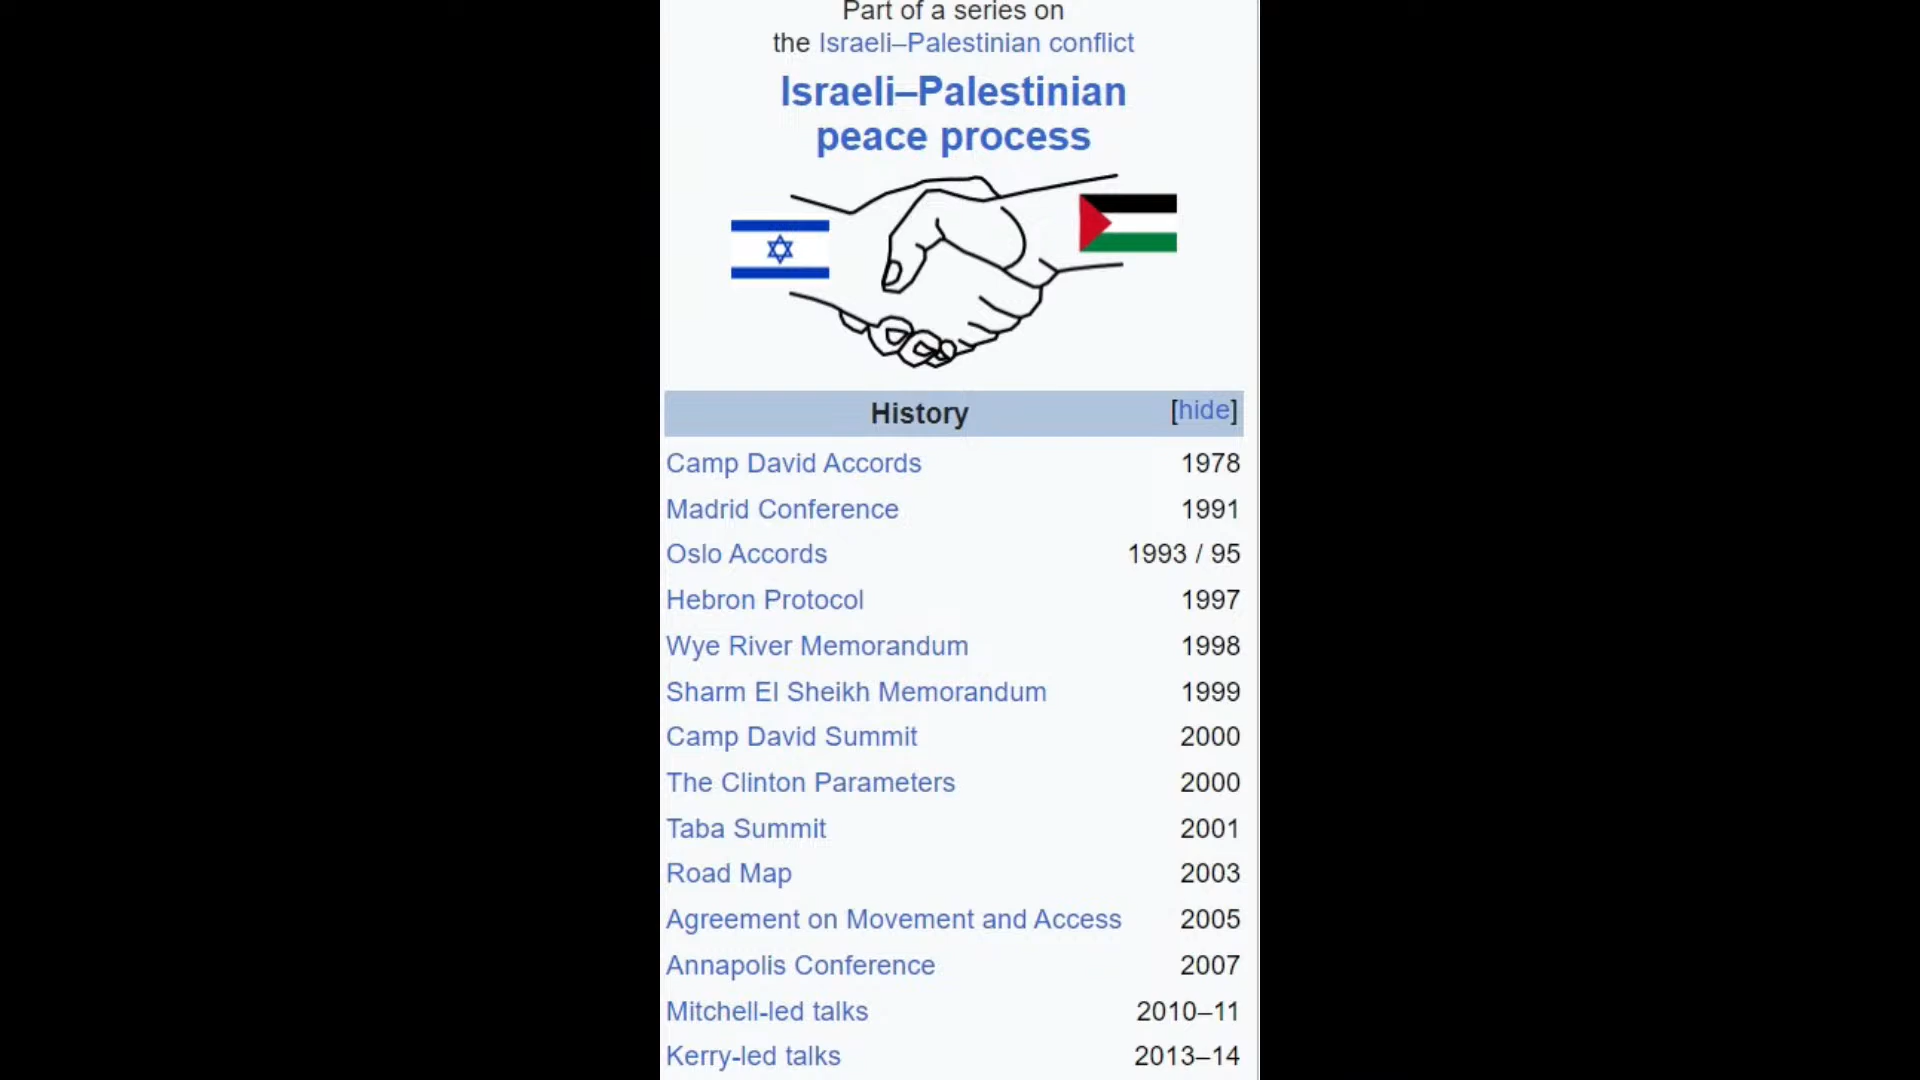 Part of a series on
the Israeli–Palestinian conflict
Israeli–Palestinian
peace process
History [hide]
Camp David Accords 1978
Madrid Conference 1991
Oslo Accords 1993 / 95
Hebron Protocol 1997
Wye River Memorandum 1998
Sharm El Sheikh Memorandum 1999
Camp David Summit 2000
The Clinton Parameters 2000
Taba Summit 2001
Road Map 2003
Agreement on Movement and Access 2005
Annapolis Conference 2007
Mitchell-led talks 2010–11
Kerry-led talks 2013–14